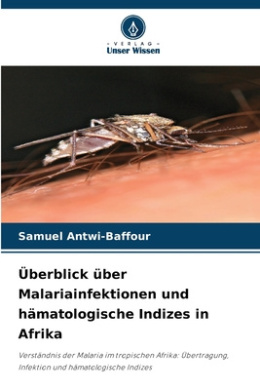 VERLAG
Unser Wissen
Samuel Antwi-Baffour
Überblick über
Malariainfektionen und
hämatologische Indizes in
Afrika
Verständnis der Malaria im tropischen Afrika: Übertragung,
Infektion und hämatologische Indizes